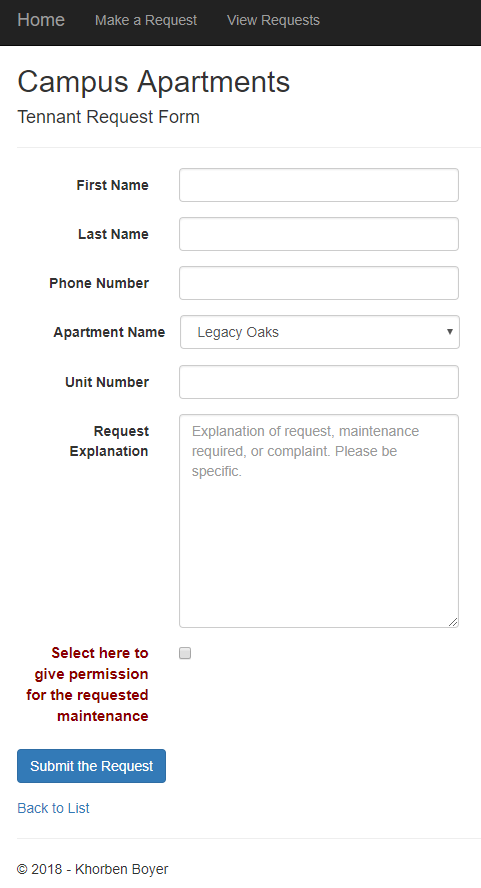 Home Make a Request View Requests
Campus Apartments
Tennant Request Form
First Name
Last Name
Phone Number
Apartment Name Legacy Oaks
Unit Number
Request
Explanation
Explanation of request, maintenance
required, or complaint. Please be
specific.
Select here to
give permission
for the requested
maintenance
Submit the Request
Back to List
© 2018 - Khorben Boyer